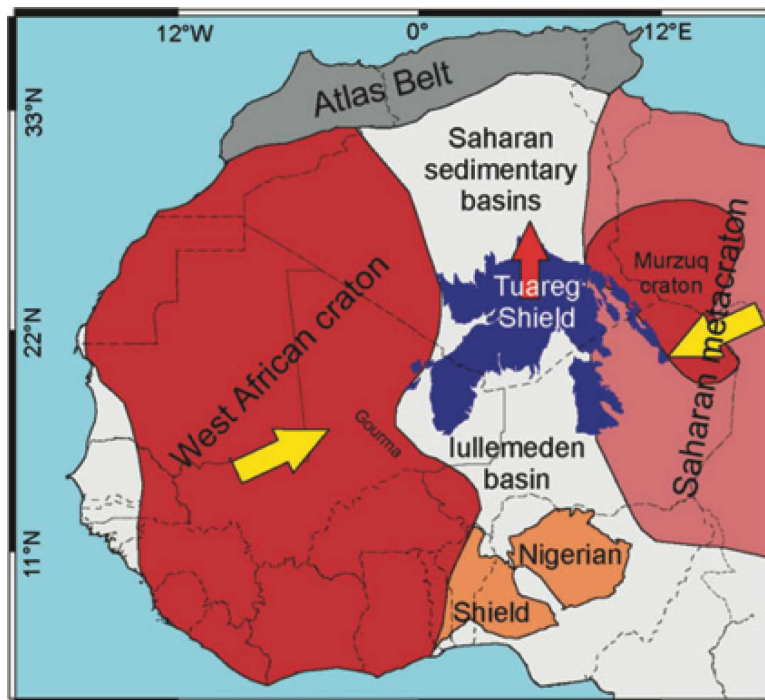 12°W 0° 12°E
33°N
22°N
11°N
Atlas Belt
Saharan
sedimentary
basins
Murzuq
craton
Tuareg
Shield
West African craton
Saharan metacraton
Gourma
Iullemeden
basin
Nigerian
Shield